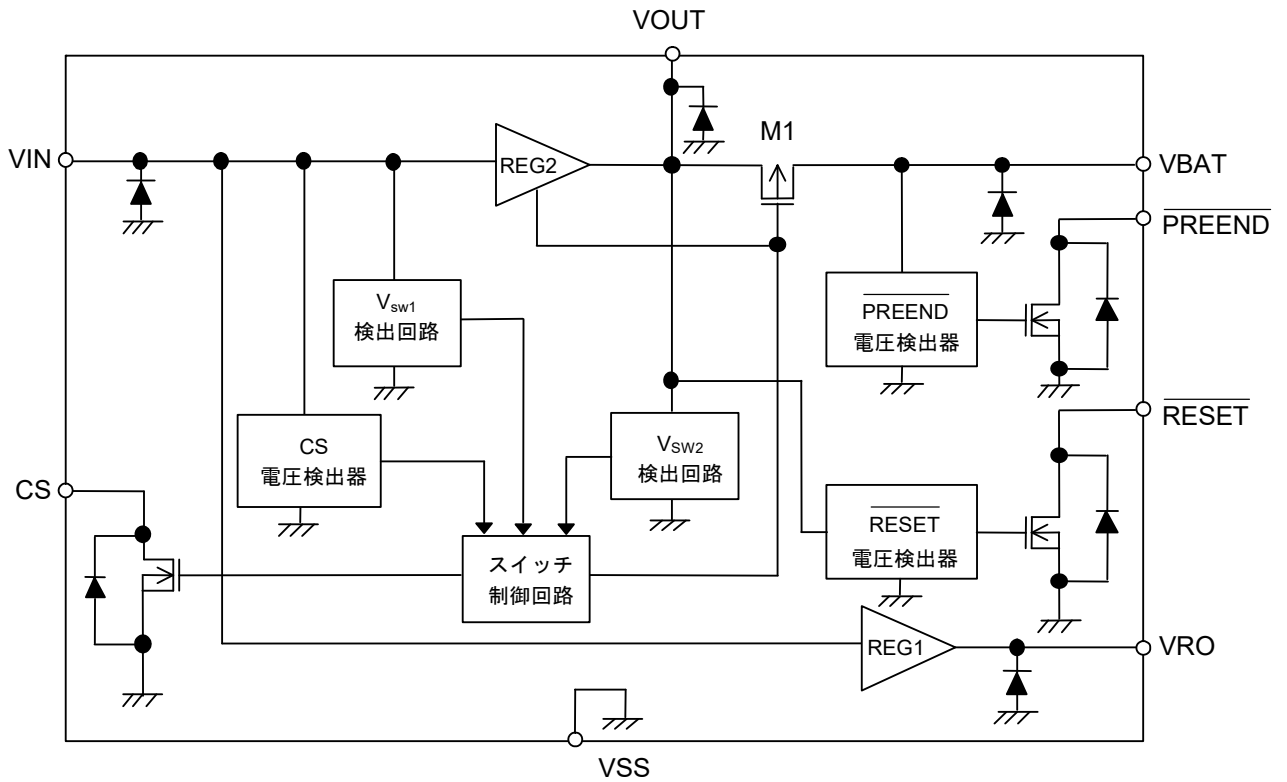 VOUT
M1
VIN
REG2
VBAT
PREEND
Vsw1
検出回路
PREEND
電圧検出器
RESET
CS
電圧検出器
VSW2
検出回路
CS
RESET
電圧検出器
スイッチ
制御回路
REG1
VRO
VSS